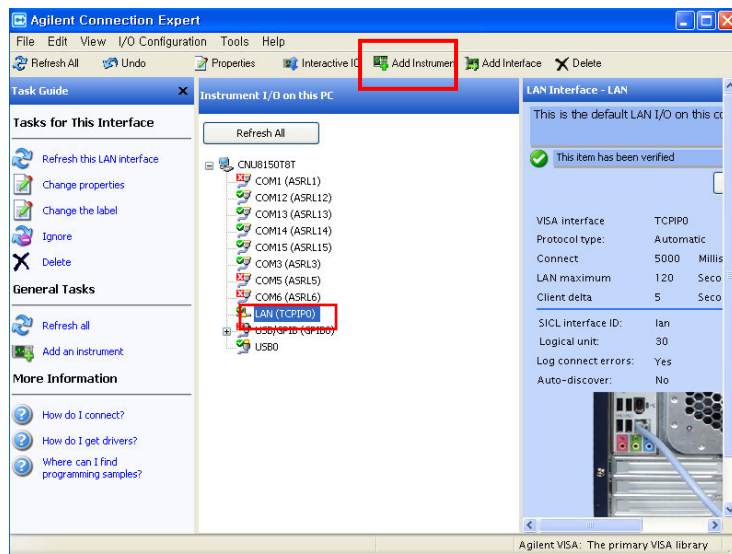 Agilent Connection Expert
File Edit View I/O Configuration Tools Help
Refresh All Undo Properties Interactive IO Add Instrumen Add Interface Delete
Task Guide
Tasks for This Interface
Refresh this LAN interface
Change properties
Change the label
Ignore
Delete
General Tasks
Refresh all
Add an instrument
More Information
How do I connect?
How do I get drivers?
Where can I find
programming samples?
Instrument I/O on this PC
Refresh All
CNU8150T8T
COM1 (ASRL1)
COM12 (ASRL12)
COM13 (ASRL13)
COM14 (ASRL14)
COM15 (ASRL15)
COM3 (ASRL3)
COM5 (ASRL5)
COM6 (ASRL6)
LAN (TCPIP0)
USB/GPIB (GPIB0)
USB0
LAN Interface - LAN
This is the default LAN I/O on this co
This item has been verified
VISA interface TCPIP0
Protocol type: Automatic
Connect 5000 Millis
LAN maximum 120 Seco
Client delta 5 Seco
SICL interface ID: lan
Logical unit: 30
Log connect errors: Yes
Auto-discover: No
Agilent VISA: The primary VISA library